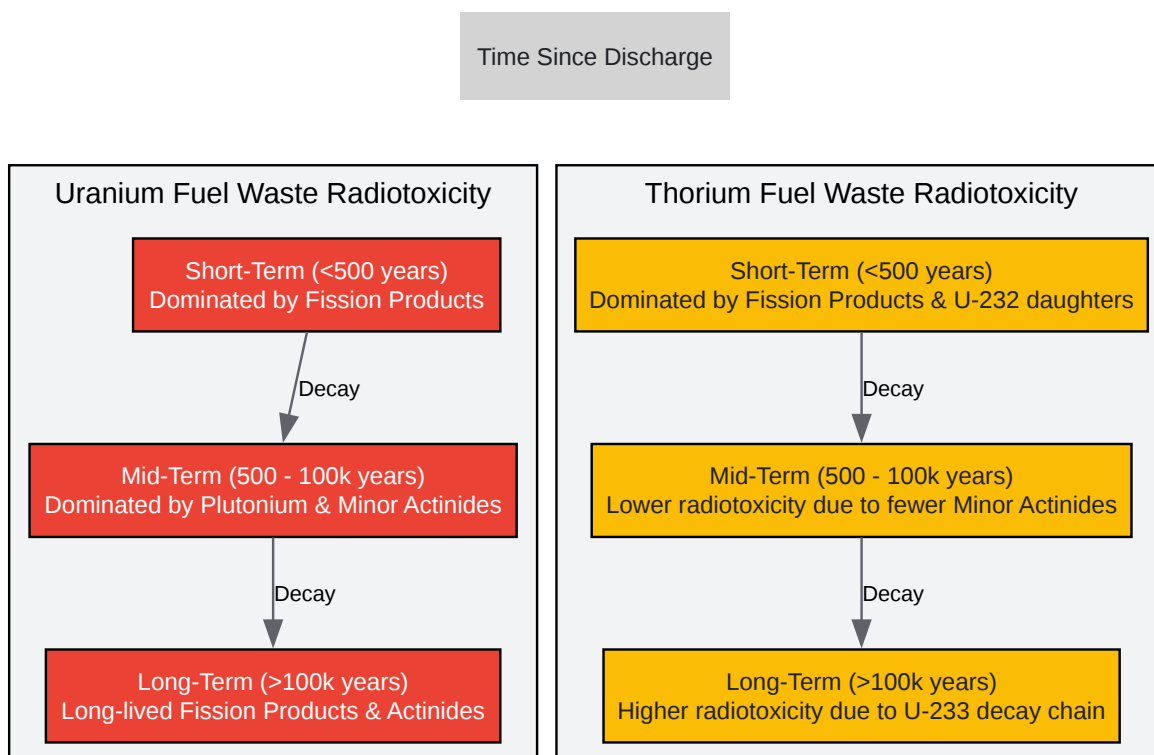 Time Since Discharge
Uranium Fuel Waste Radiotoxicity
Short-Term (<500 years)
Dominated by Fission Products
Decay
Mid-Term (500 - 100k years)
Dominated by Plutonium & Minor Actinides
Decay
Long-Term (>100k years)
Long-lived Fission Products & Actinides
Thorium Fuel Waste Radiotoxicity
Short-Term (<500 years)
Dominated by Fission Products & U-232 daughters
Decay
Mid-Term (500 - 100k years)
Lower radiotoxicity due to fewer Minor Actinides
Decay
Long-Term (>100k years)
Higher radiotoxicity due to U-233 decay chain